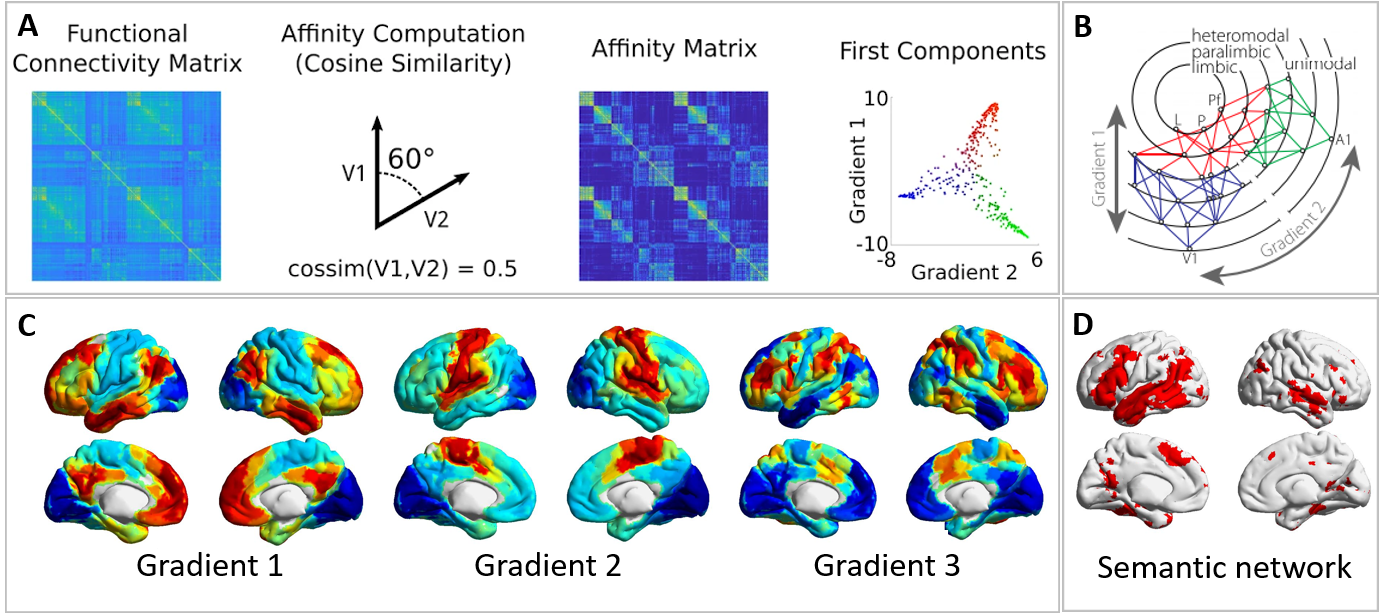 A
Functional
Connectivity Matrix
Affinity Computation
(Cosine Similarity)
60°
V1
V2
cossim(V1,V2) = 0.5
Affinity Matrix
First Components
10
Gradient 1
-10
-8
6
Gradient 2
B
heteromodal
paralimbic
limbic
unimodal
Pf
L
P
A1
V1
Gradient 1
Gradient 2
C
Gradient 1
Gradient 2
Gradient 3
D
Semantic network